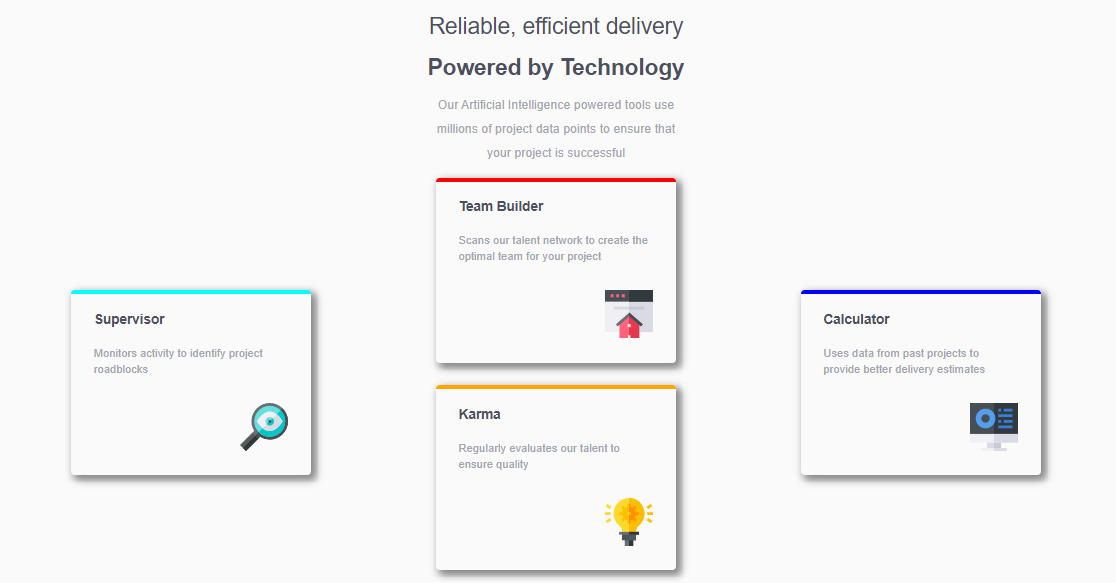 Reliable, efficient delivery
Powered by Technology
Our Artificial Intelligence powered tools use
millions of project data points to ensure that
your project is successful
Supervisor
Monitors activity to identify project
roadblocks
Team Builder
Scans our talent network to create the
optimal team for your project
Karma
Regularly evaluates our talent to
ensure quality
Calculator
Uses data from past projects to
provide better delivery estimates